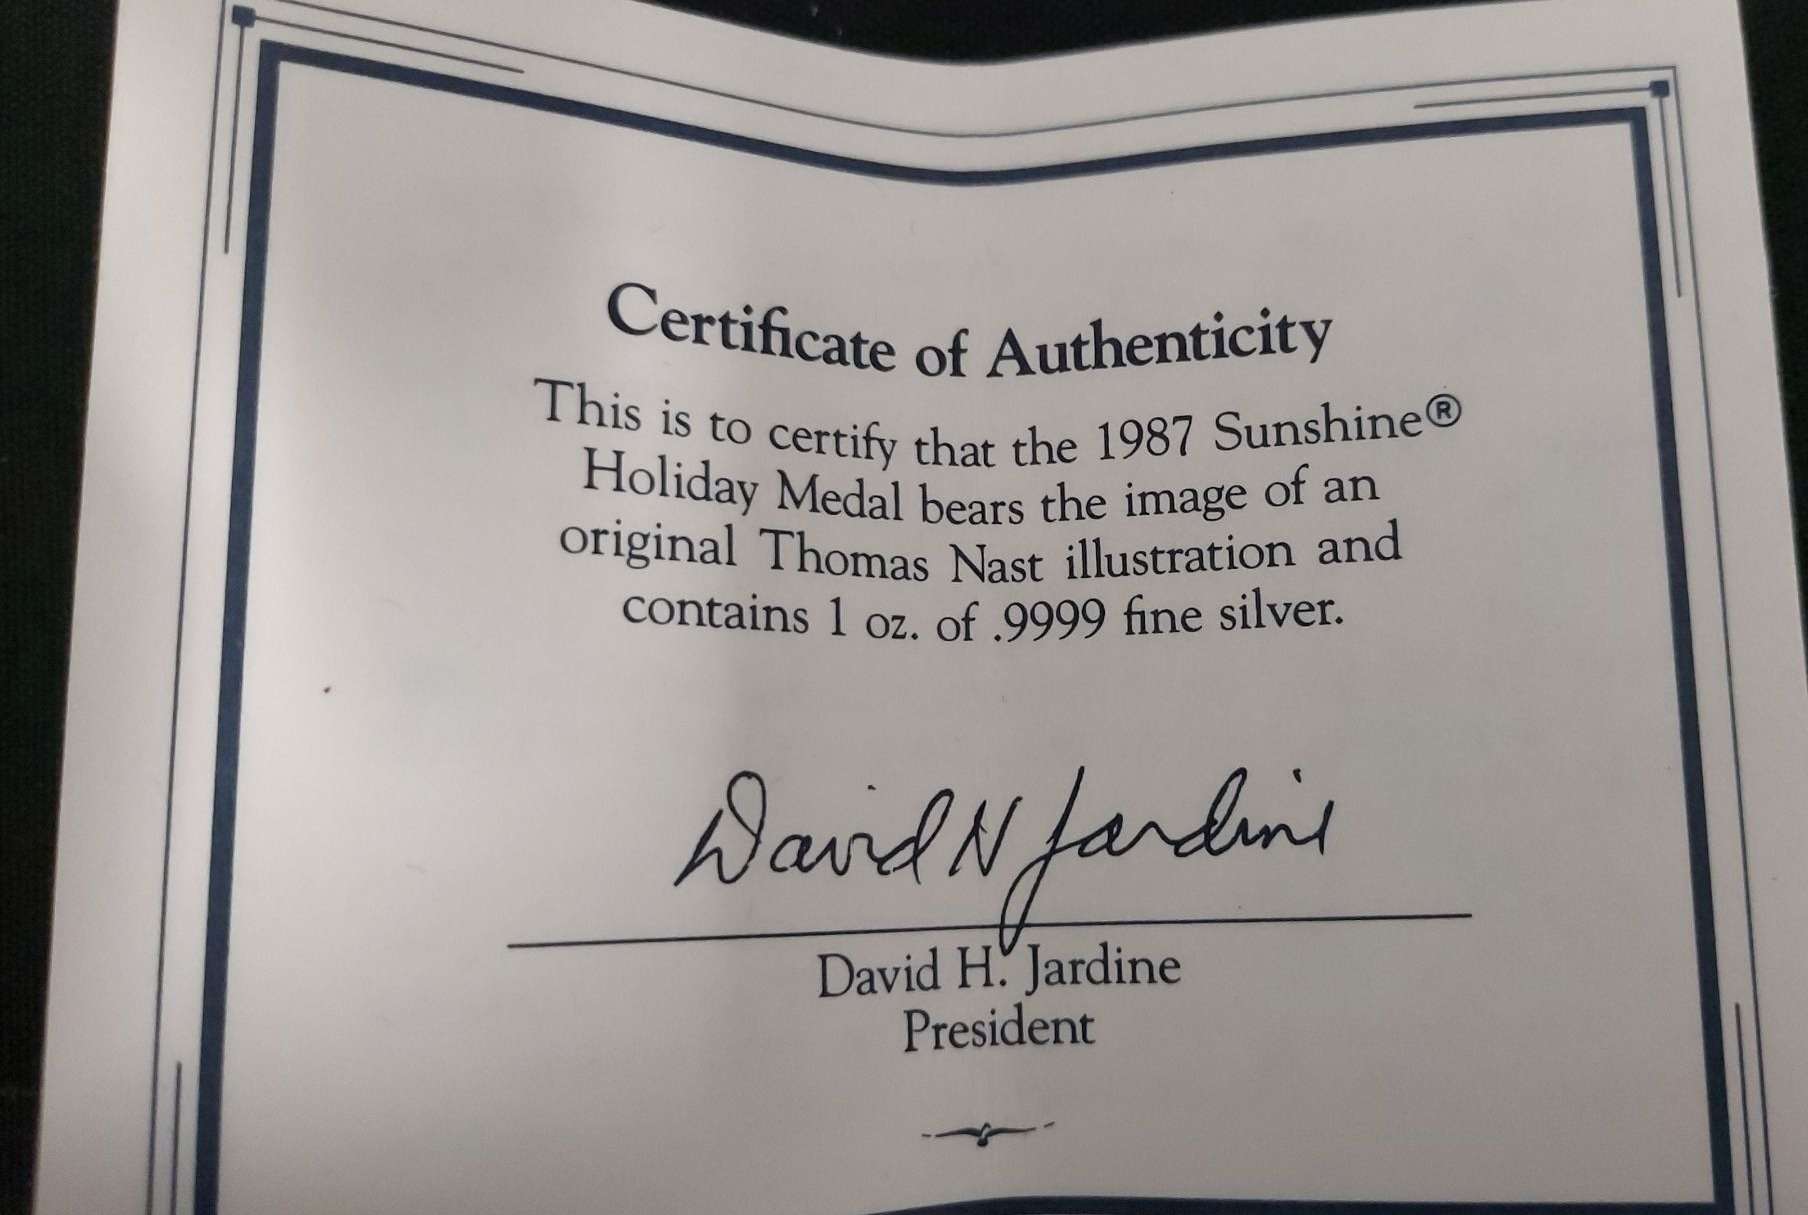 Certificate of Authenticity
This is to certify that the 1987 Sunshine®
Holiday Medal bears the image of an
original Thomas Nast illustration and
contains 1 oz. of .9999 fine silver.
David H Jardine
David H. Jardine
President